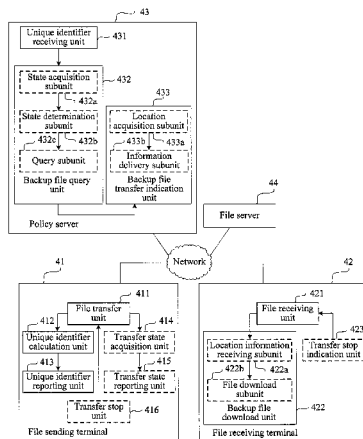 43
Unique identifier
receiving unit
431
State acquisition
subunit
432
432a
433
State determination
subunit
Location
acquisition subunit
432c
432b
433b
433a
Query subunit
Information
delivery subunit
Backup file query
unit
Backup file
transfer indication
unit
Policy server
44
File server
Network
41
42
411
File transfer
unit
412
414
421
File receiving
unit
423
Unique identifier
calculation unit
Transfer state
acquisition unit
Location information
receiving subunit
Transfer stop
indication unit
413
415
422b
422a
Unique identifier
reporting unit
Transfer state
reporting unit
File download
subunit
Transfer stop
unit
416
Backup file
download unit
422
File sending terminal
File receiving terminal